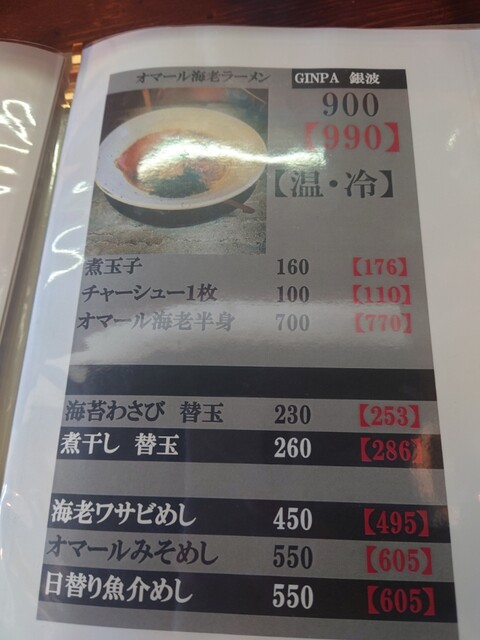 オマール海老ラーメン GINPA 銀波
900
【990】
【温・冷】
煮玉子 160 【176】
チャーシュー1枚 100 【110】
オマール海老半身 700 【770】
海苔わさび 替玉 230 【253】
煮干し 替玉 260 【286】
海老ワサビめし 450 【495】
オマールみそめし 550 【605】
日替り魚介めし 550 【605】